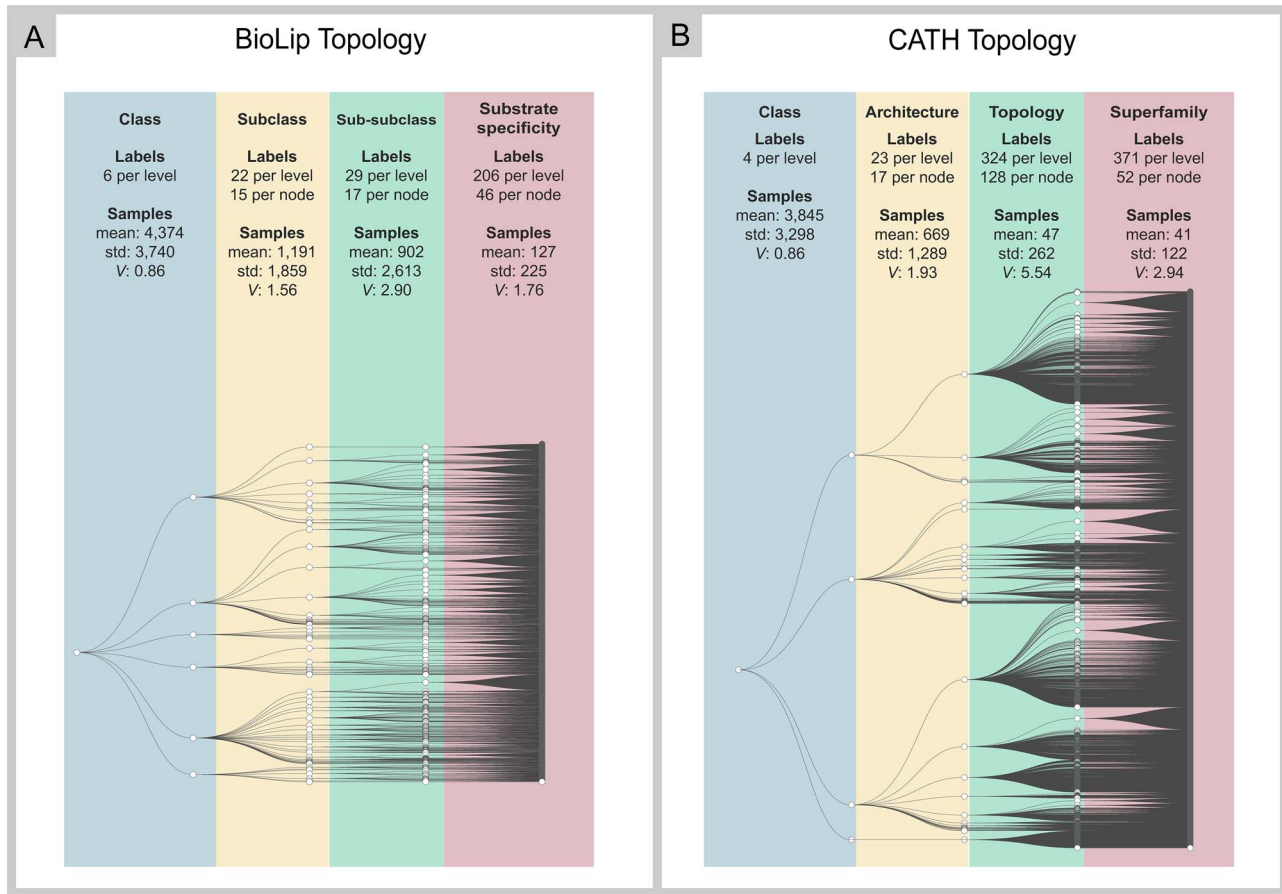 A
BioLip Topology
Class
Labels
6 per level
Samples
mean: 4,374
std: 3,740
V: 0.86
Subclass
Labels
22 per level
15 per node
Samples
mean: 1,191
std: 1,859
V: 1.56
Sub-subclass
Labels
29 per level
17 per node
Samples
mean: 902
std: 2,613
V: 2.90
Substrate
specificity
Labels
206 per level
46 per node
Samples
mean: 127
std: 225
V: 1.76
B
CATH Topology
Class
Labels
4 per level
Samples
mean: 3,845
std: 3,298
V: 0.86
Architecture
Labels
23 per level
17 per node
Samples
mean: 669
std: 1,289
V: 1.93
Topology
Labels
324 per level
128 per node
Samples
mean: 47
std: 262
V: 5.54
Superfamily
Labels
371 per level
52 per node
Samples
mean: 41
std: 122
V: 2.94